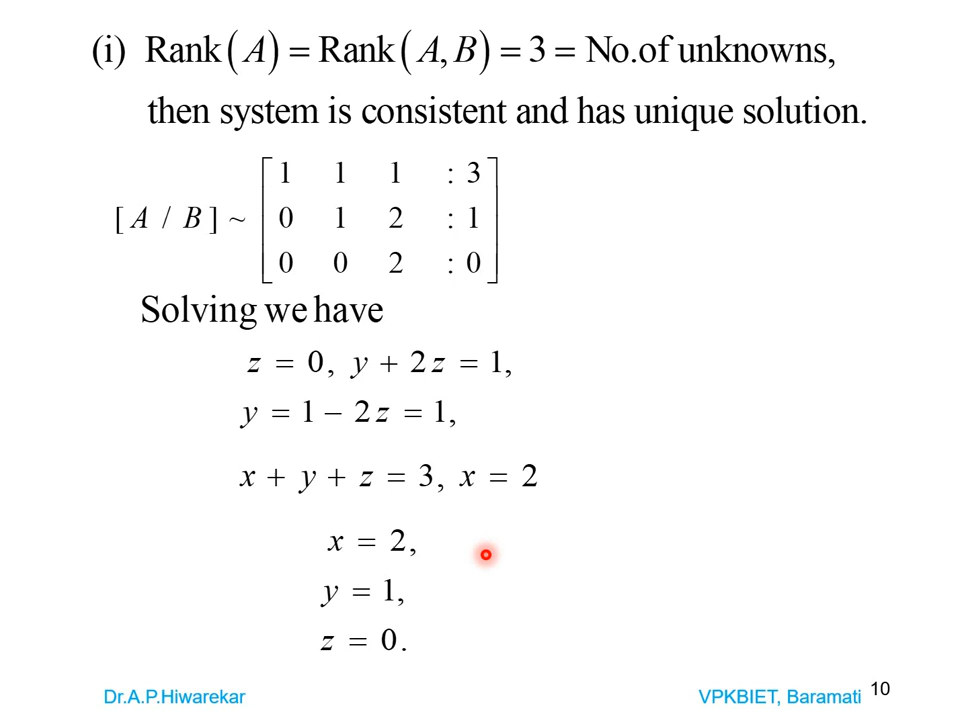 (i) Rank(A) = Rank(A, B) = 3 = No.of unknowns,
then system is consistent and has unique solution.
1 1 1 : 3
[A / B] ~ 0 1 2 : 1
0 0 2 : 0
Solving we have
z = 0, y + 2z = 1,
y = 1 − 2z = 1,
x + y + z = 3, x = 2
x = 2,
y = 1,
z = 0.
Dr.A.P.Hiwarekar VPKBIET, Baramati 10